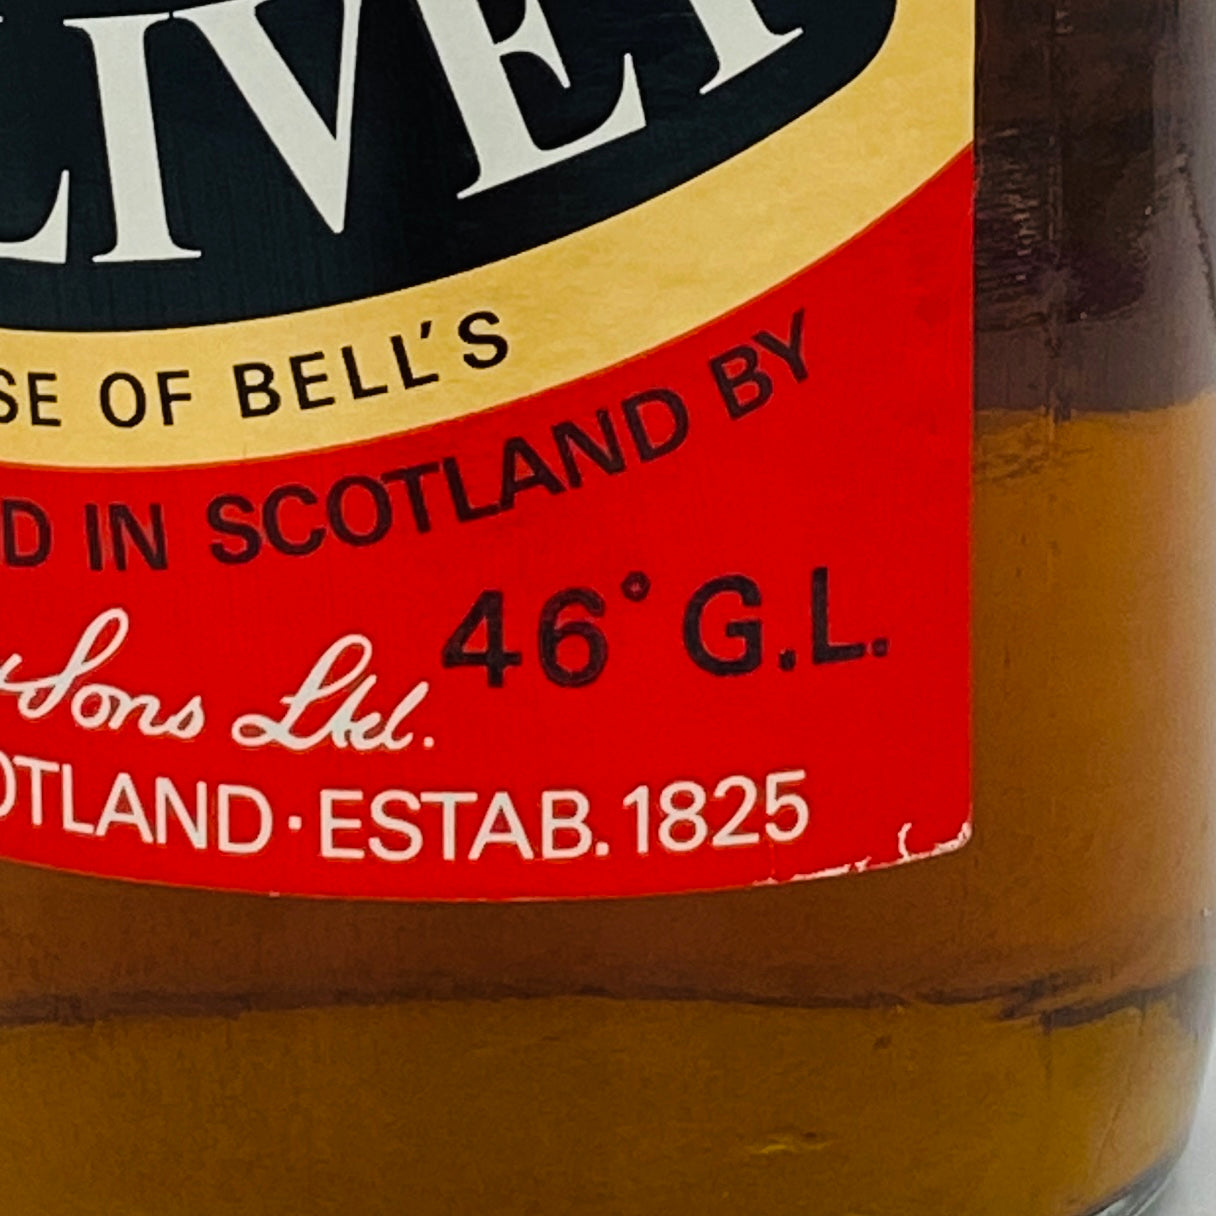 LIVET
SE OF BELL'S
D IN SCOTLAND BY
46° G.L.
Sons Ltd.
OTLAND · ESTAB. 1825